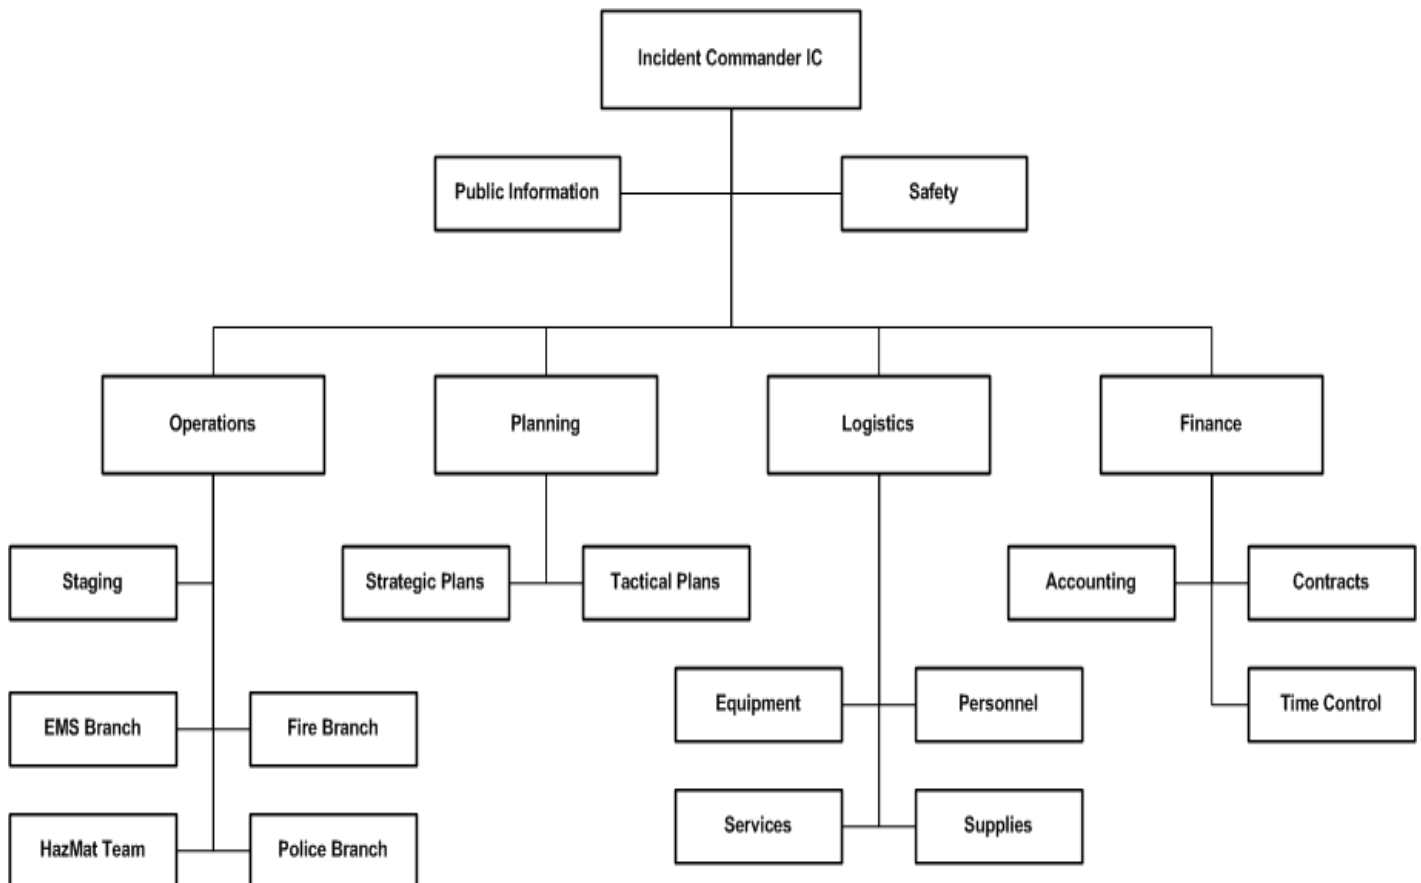 Incident Commander IC
Public Information
Safety
Operations
Planning
Logistics
Finance
Staging
Strategic Plans
Tactical Plans
Accounting
Contracts
Equipment
Personnel
Time Control
EMS Branch
Fire Branch
Services
Supplies
HazMat Team
Police Branch